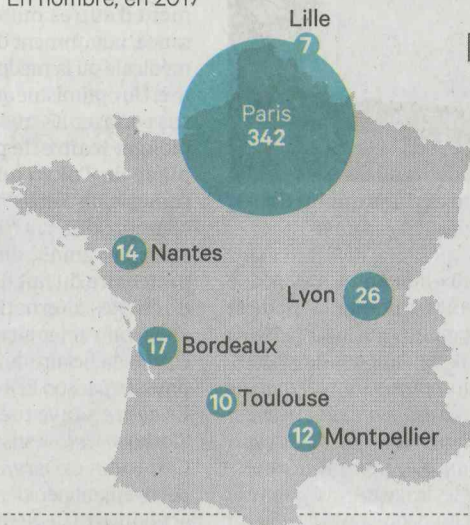 En nombre, en 2017
Lille
7
Paris
342
14 Nantes
Lyon 26
17 Bordeaux
10 Toulouse
12 Montpellier